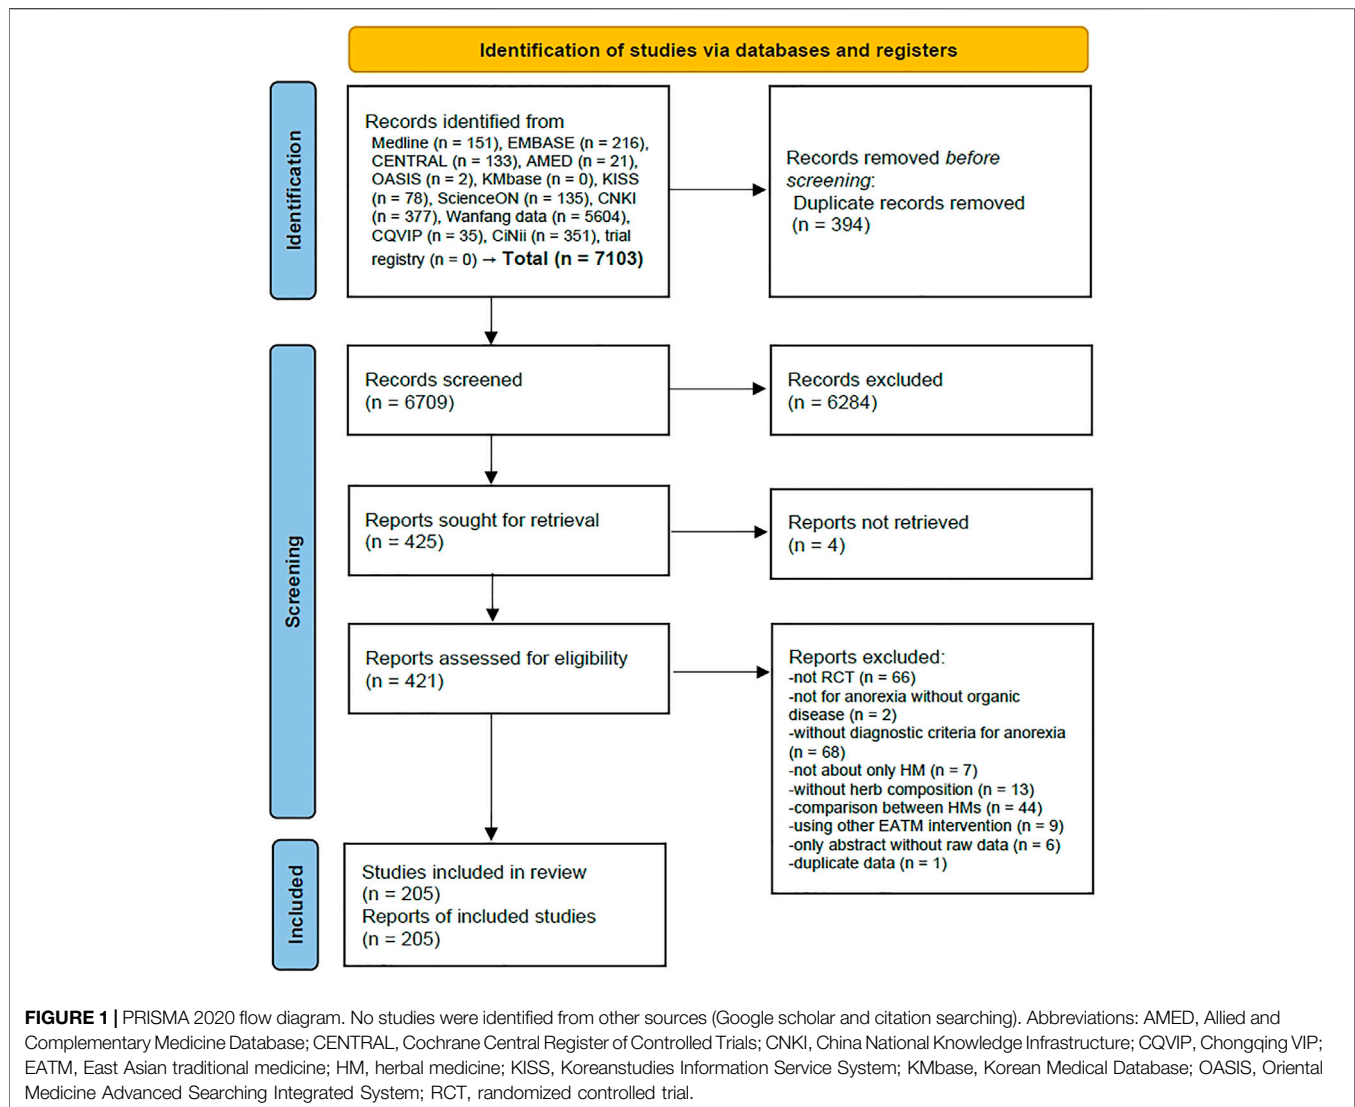 Identification of studies via databases and registers
Identification
Records identified from
Medline (n = 151), EMBASE (n = 216),
CENTRAL (n = 133), AMED (n = 21),
OASIS (n = 2), KMbase (n = 0), KISS
(n = 78), ScienceON (n = 135), CNKI
(n = 377), Wanfang data (n = 5604),
CQVIP (n = 35), CiNii (n = 351), trial
registry (n = 0) → Total (n = 7103)
Records removed before
screening:
Duplicate records removed
(n = 394)
Screening
Records screened
(n = 6709)
Records excluded
(n = 6284)
Reports sought for retrieval
(n = 425)
Reports not retrieved
(n = 4)
Reports assessed for eligibility
(n = 421)
Reports excluded:
-not RCT (n = 66)
-not for anorexia without organic
disease (n = 2)
-without diagnostic criteria for anorexia
(n = 68)
-not about only HM (n = 7)
-without herb composition (n = 13)
-comparison between HMs (n = 44)
-using other EATM intervention (n = 9)
-only abstract without raw data (n = 6)
-duplicate data (n = 1)
Included
Studies included in review
(n = 205)
Reports of included studies
(n = 205)
FIGURE 1 | PRISMA 2020 flow diagram. No studies were identified from other sources (Google scholar and citation searching). Abbreviations: AMED, Allied and
Complementary Medicine Database; CENTRAL, Cochrane Central Register of Controlled Trials; CNKI, China National Knowledge Infrastructure; CQVIP, Chongqing VIP;
EATM, East Asian traditional medicine; HM, herbal medicine; KISS, Koreanstudies Information Service System; KMbase, Korean Medical Database; OASIS, Oriental
Medicine Advanced Searching Integrated System; RCT, randomized controlled trial.